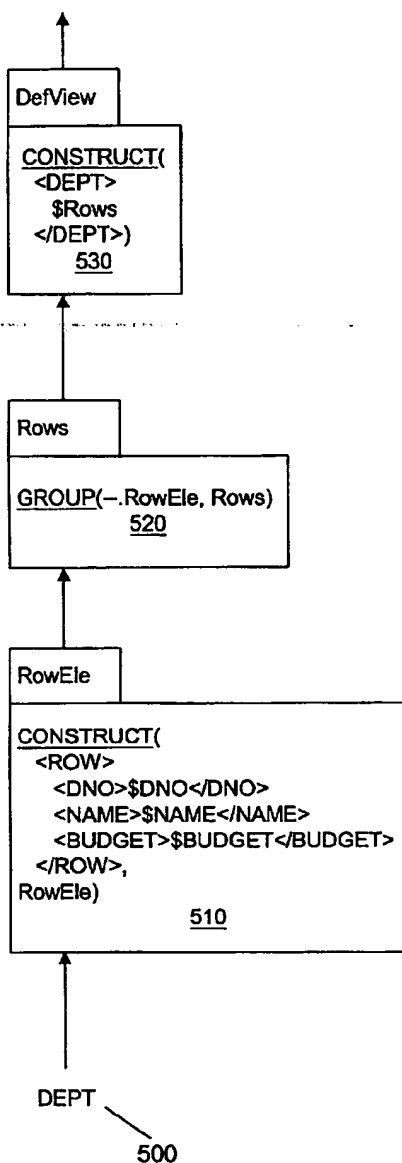 DefView
CONSTRUCT(
<DEPT>
$Rows
</DEPT>)
530
Rows
GROUP(–.RowEle, Rows)
520
RowEle
CONSTRUCT(
<ROW>
<DNO>$DNO</DNO>
<NAME>$NAME</NAME>
<BUDGET>$BUDGET</BUDGET>
</ROW>,
RowEle)
510
DEPT
500